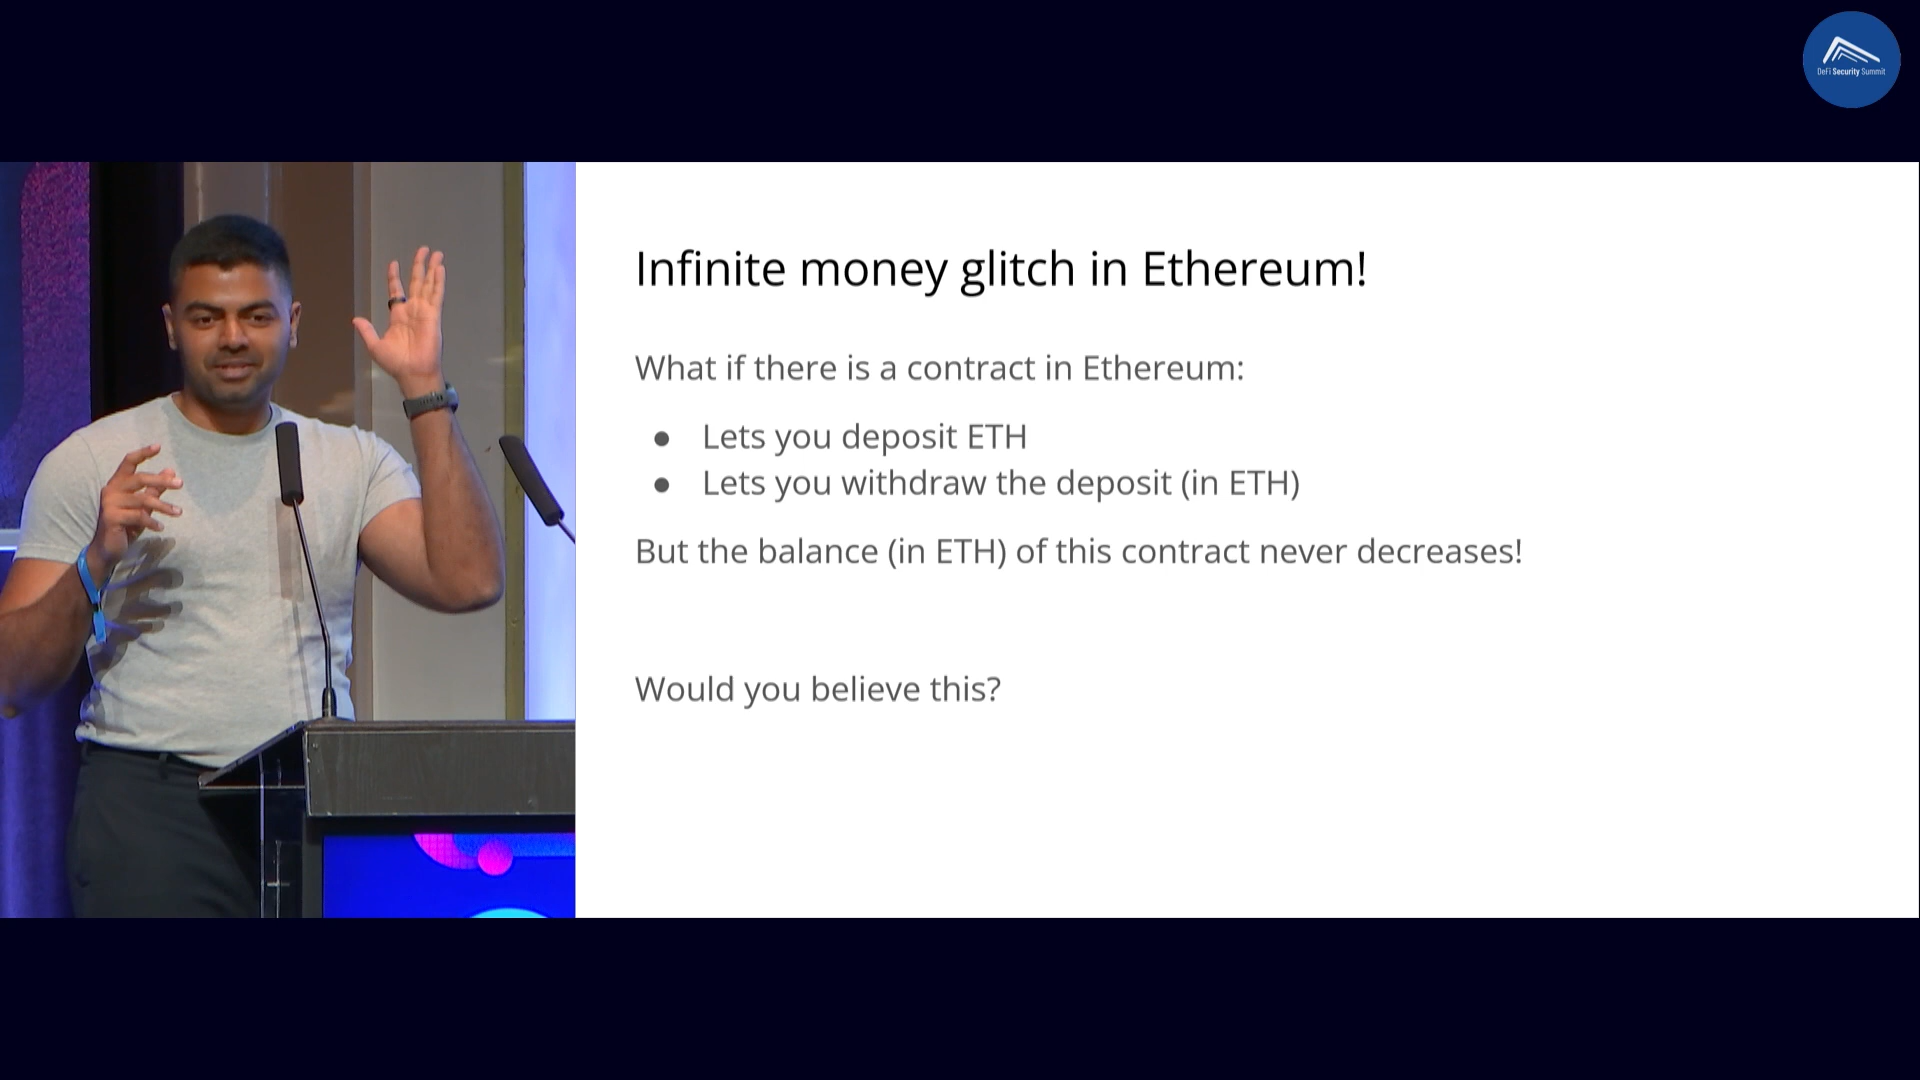 DeFi Security Summit
Infinite money glitch in Ethereum!
What if there is a contract in Ethereum:
● Lets you deposit ETH
● Lets you withdraw the deposit (in ETH)
But the balance (in ETH) of this contract never decreases!
Would you believe this?